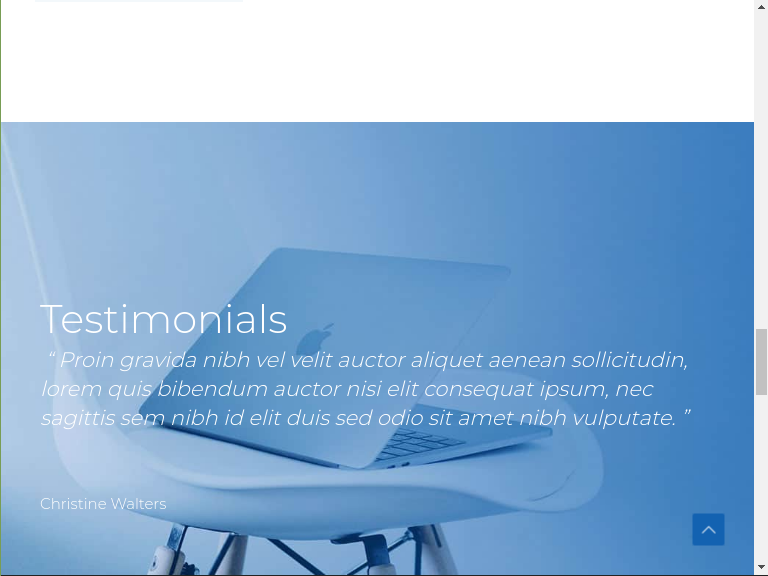 Testimonials
“ Proin gravida nibh vel velit auctor aliquet aenean sollicitudin,
lorem quis bibendum auctor nisi elit consequat ipsum, nec
sagittis sem nibh id elit duis sed odio sit amet nibh vulputate. ”
Christine Walters